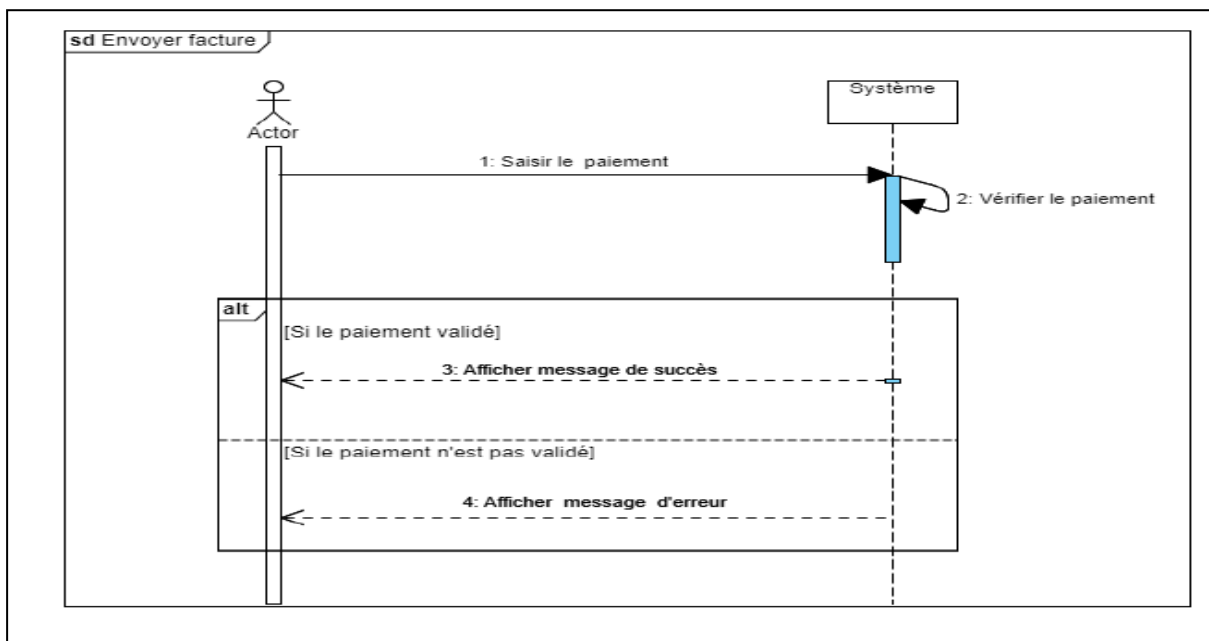 sd Envoyer facture
Système
Actor
1: Saisir le paiement
2: Vérifier le paiement
alt
[Si le paiement validé]
3: Afficher message de succès
[Si le paiement n'est pas validé]
4: Afficher message d'erreur